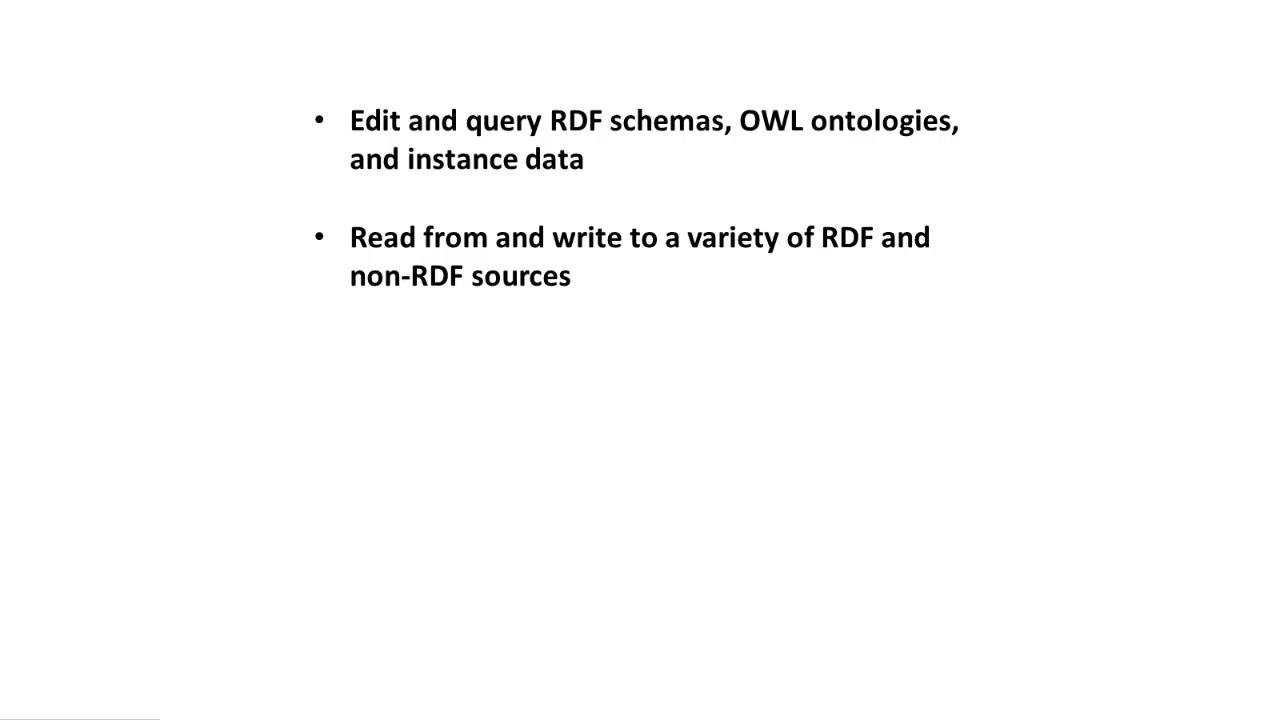 • Edit and query RDF schemas, OWL ontologies,
and instance data
• Read from and write to a variety of RDF and
non-RDF sources